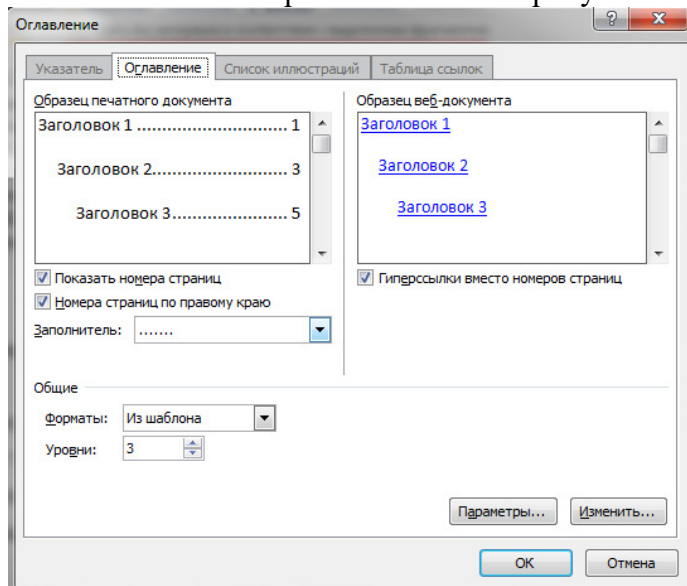 Оглавление
Указатель Оглавление Список иллюстраций Таблица ссылок
Образец печатного документа
Заголовок 1 .............................. 1
Заголовок 2........................... 3
Заголовок 3....................... 5
Показать номера страниц
Номера страниц по правому краю
Заполнитель: .......
Образец веб-документа
Заголовок 1
Заголовок 2
Заголовок 3
Гиперссылки вместо номеров страниц
Общие
Форматы: Из шаблона
Уровни: 3
Параметры... Изменить...
ОК Отмена